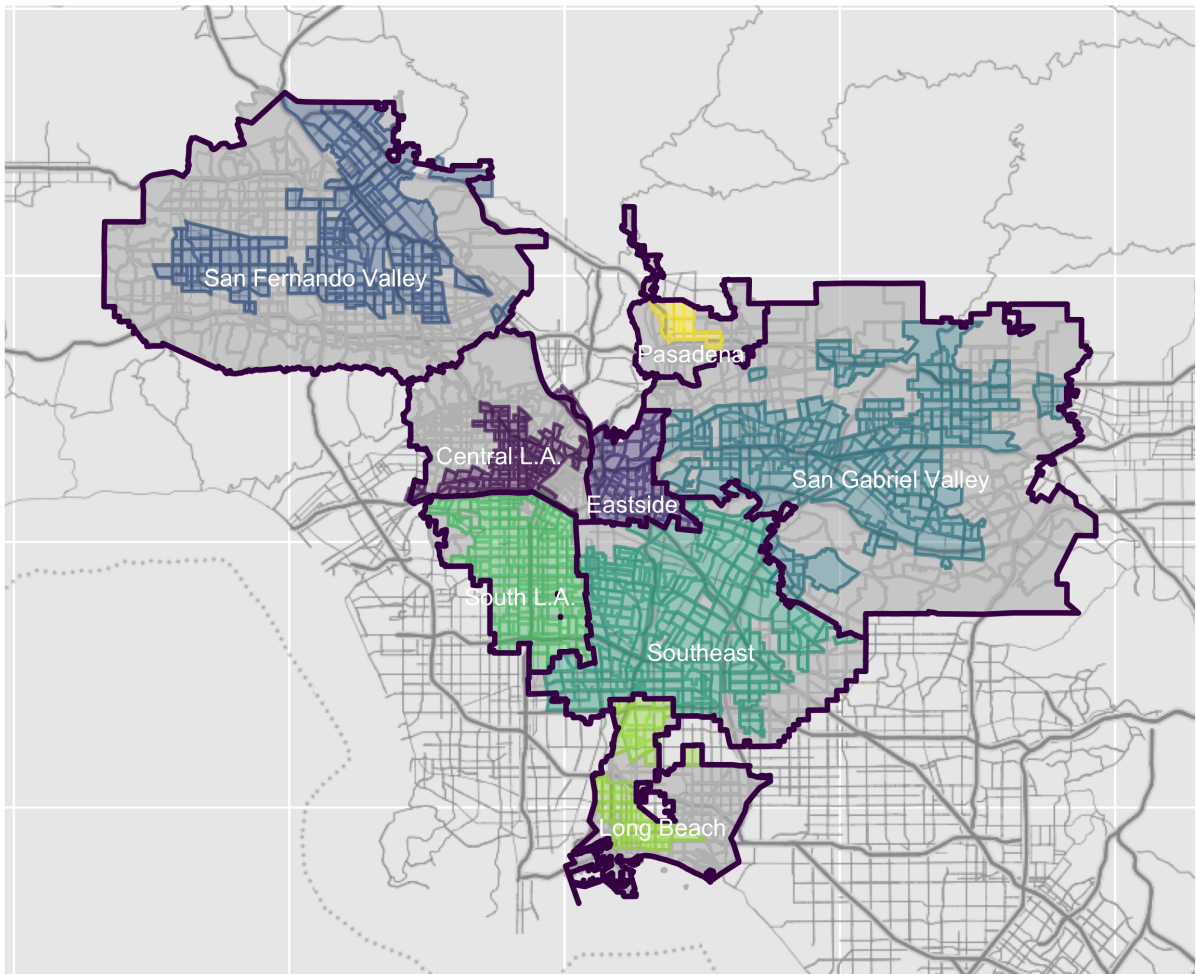 San Fernando Valley
Pasadena
Central L.A.
San Gabriel Valley
Eastside
South L.A.
Southeast
Long Beach